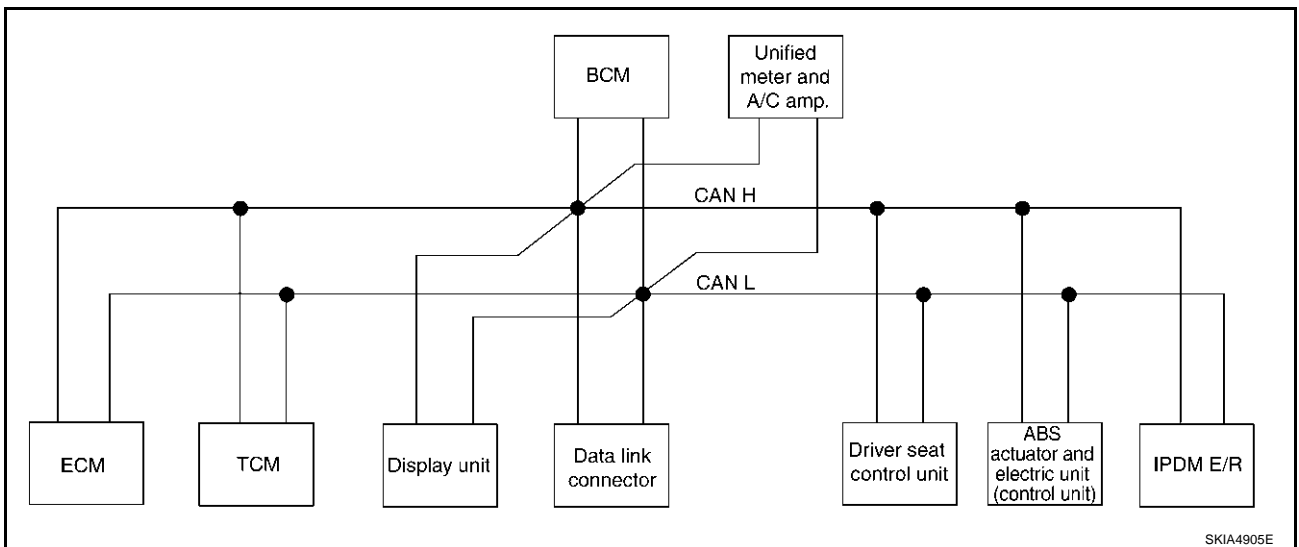 BCM
Unified
meter and
A/C amp.
CAN H
CAN L
ECM
TCM
Display unit
Data link
connector
Driver seat
control unit
ABS
actuator and
electric unit
(control unit)
IPDM E/R
SKIA4905E